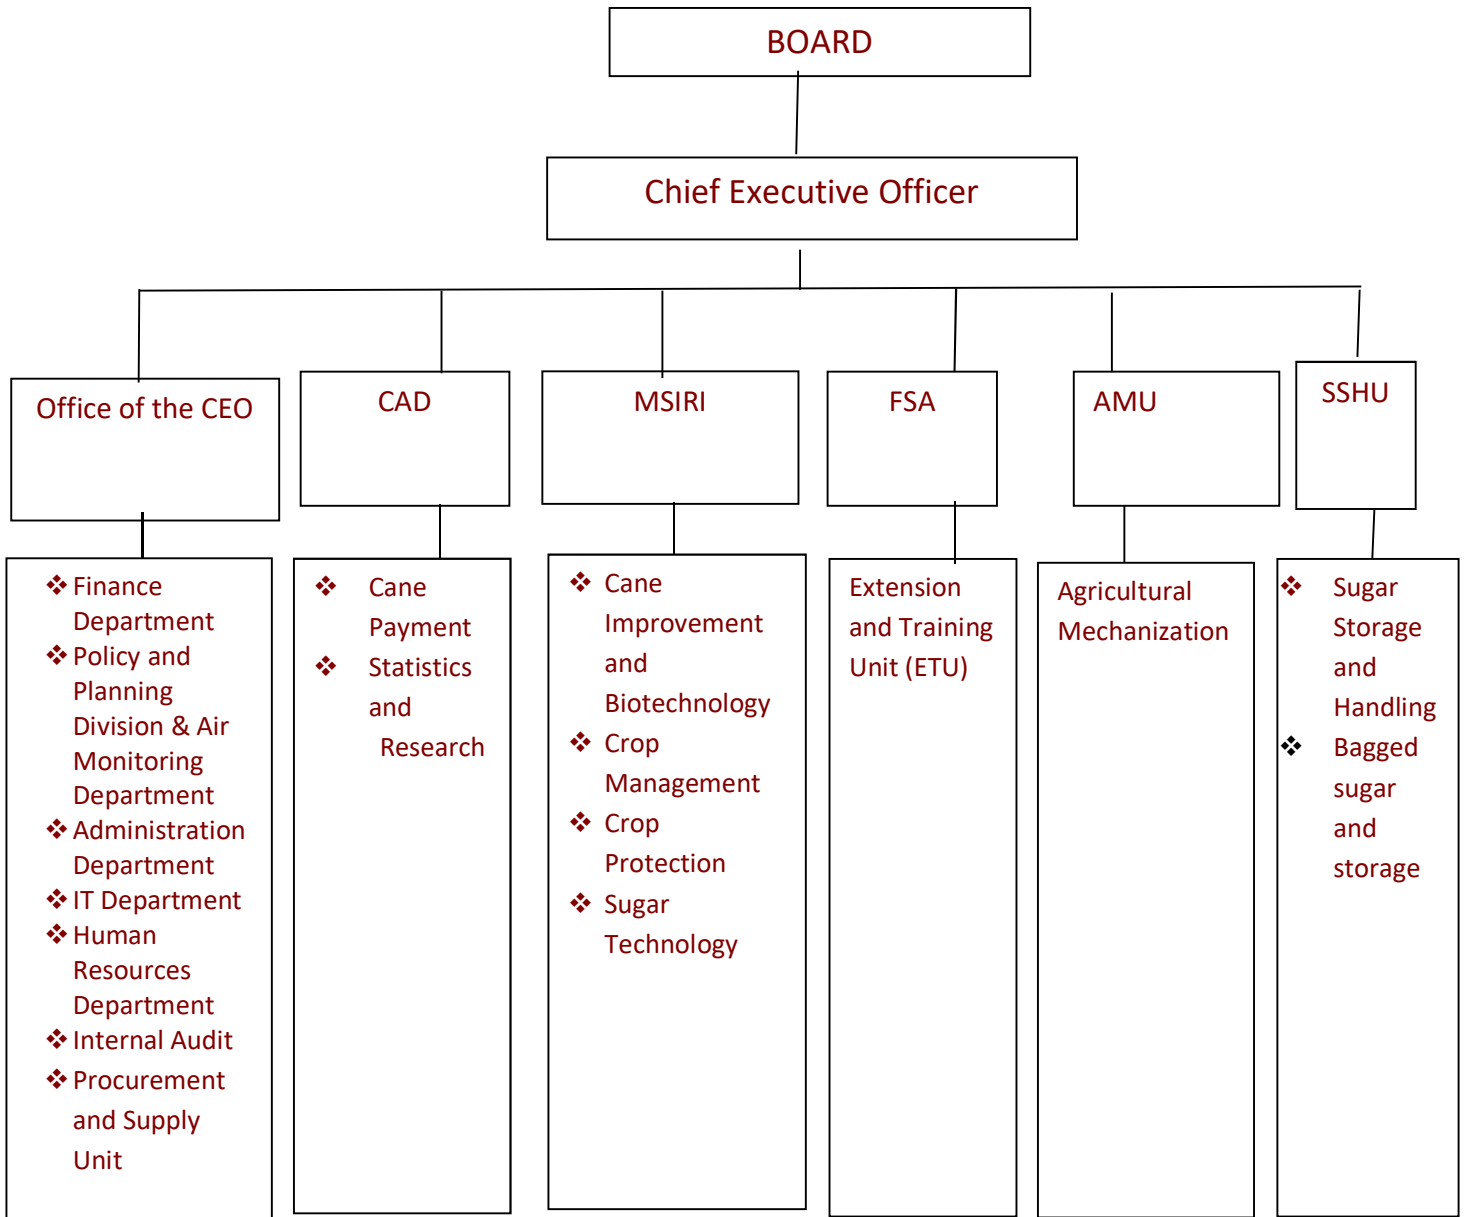 BOARD
Chief Executive Officer
Office of the CEO
CAD
MSIRI
FSA
AMU
SSHU
❖ Finance
Department
❖ Policy and
Planning
Division & Air
Monitoring
Department
❖ Administration
Department
❖ IT Department
❖ Human
Resources
Department
❖ Internal Audit
❖ Procurement
and Supply
Unit
❖ Cane
Payment
❖ Statistics
and
Research
❖ Cane
Improvement
and
Biotechnology
❖ Crop
Management
❖ Crop
Protection
❖ Sugar
Technology
Extension
and Training
Unit (ETU)
Agricultural
Mechanization
❖ Sugar
Storage
and
Handling
❖ Bagged
sugar
and
storage